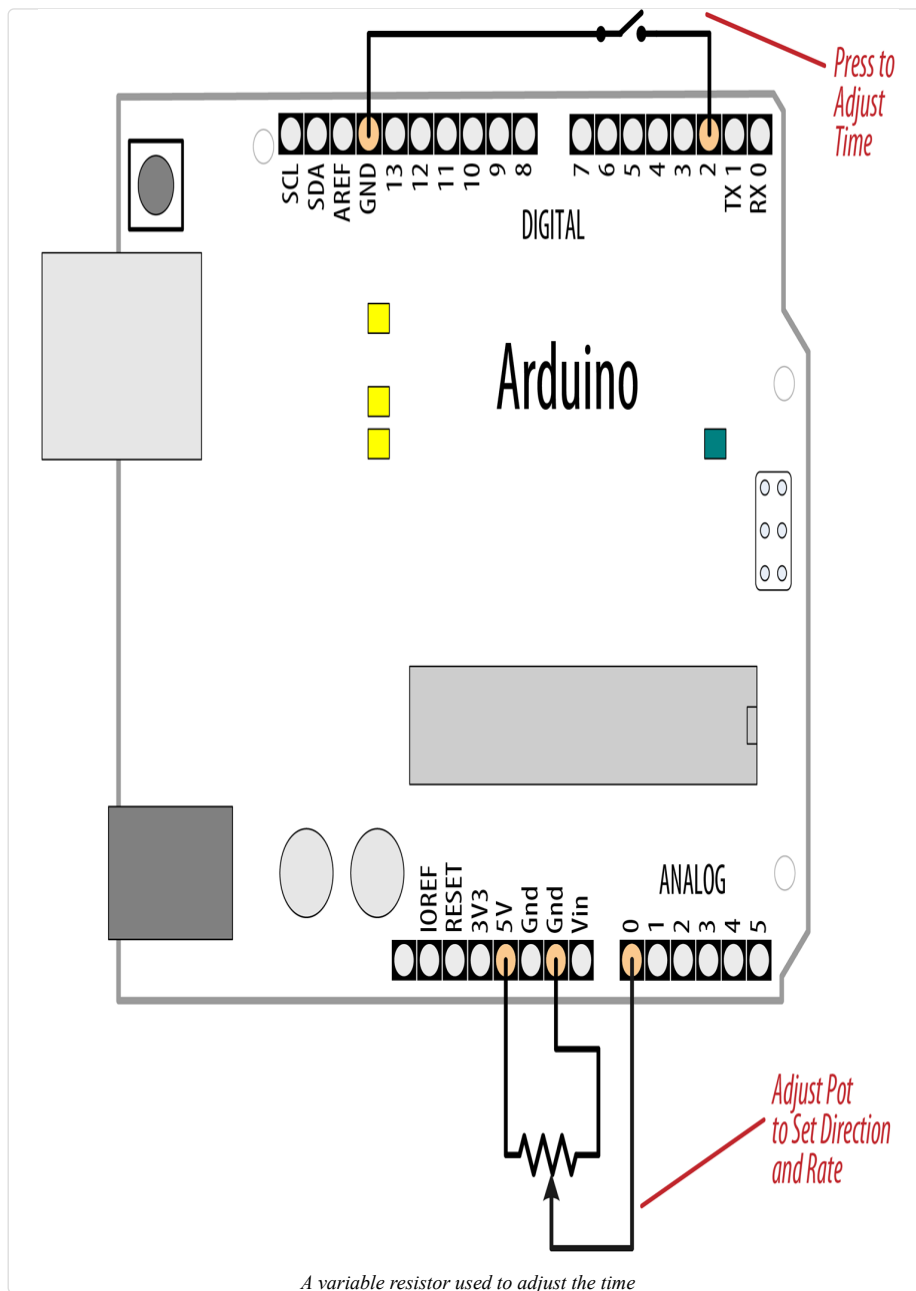 Press to
Adjust
Time
SCL
SDA
AREF
GND
13
12
11
10
9
8
7
6
5
4
3
2
TX 1
RX 0
DIGITAL
Arduino
ANALOG
IOREF
RESET
3V3
5V
Gnd
Gnd
Vin
0
1
2
3
4
5
Adjust Pot
to Set Direction
and Rate
A variable resistor used to adjust the time